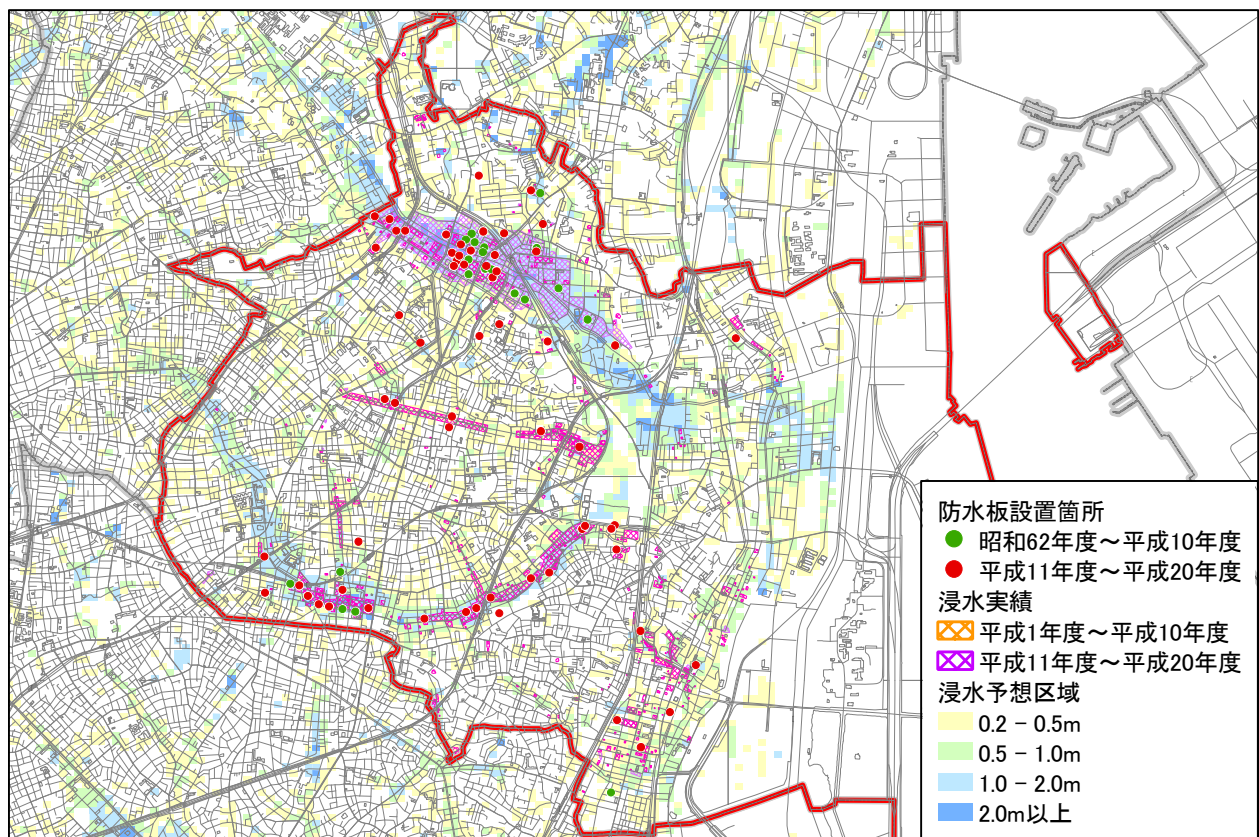 防水板設置箇所
昭和62年度～平成10年度
平成11年度～平成20年度
浸水実績
平成1年度～平成10年度
平成11年度～平成20年度
浸水予想区域
0.2 - 0.5m
0.5 - 1.0m
1.0 - 2.0m
2.0m以上